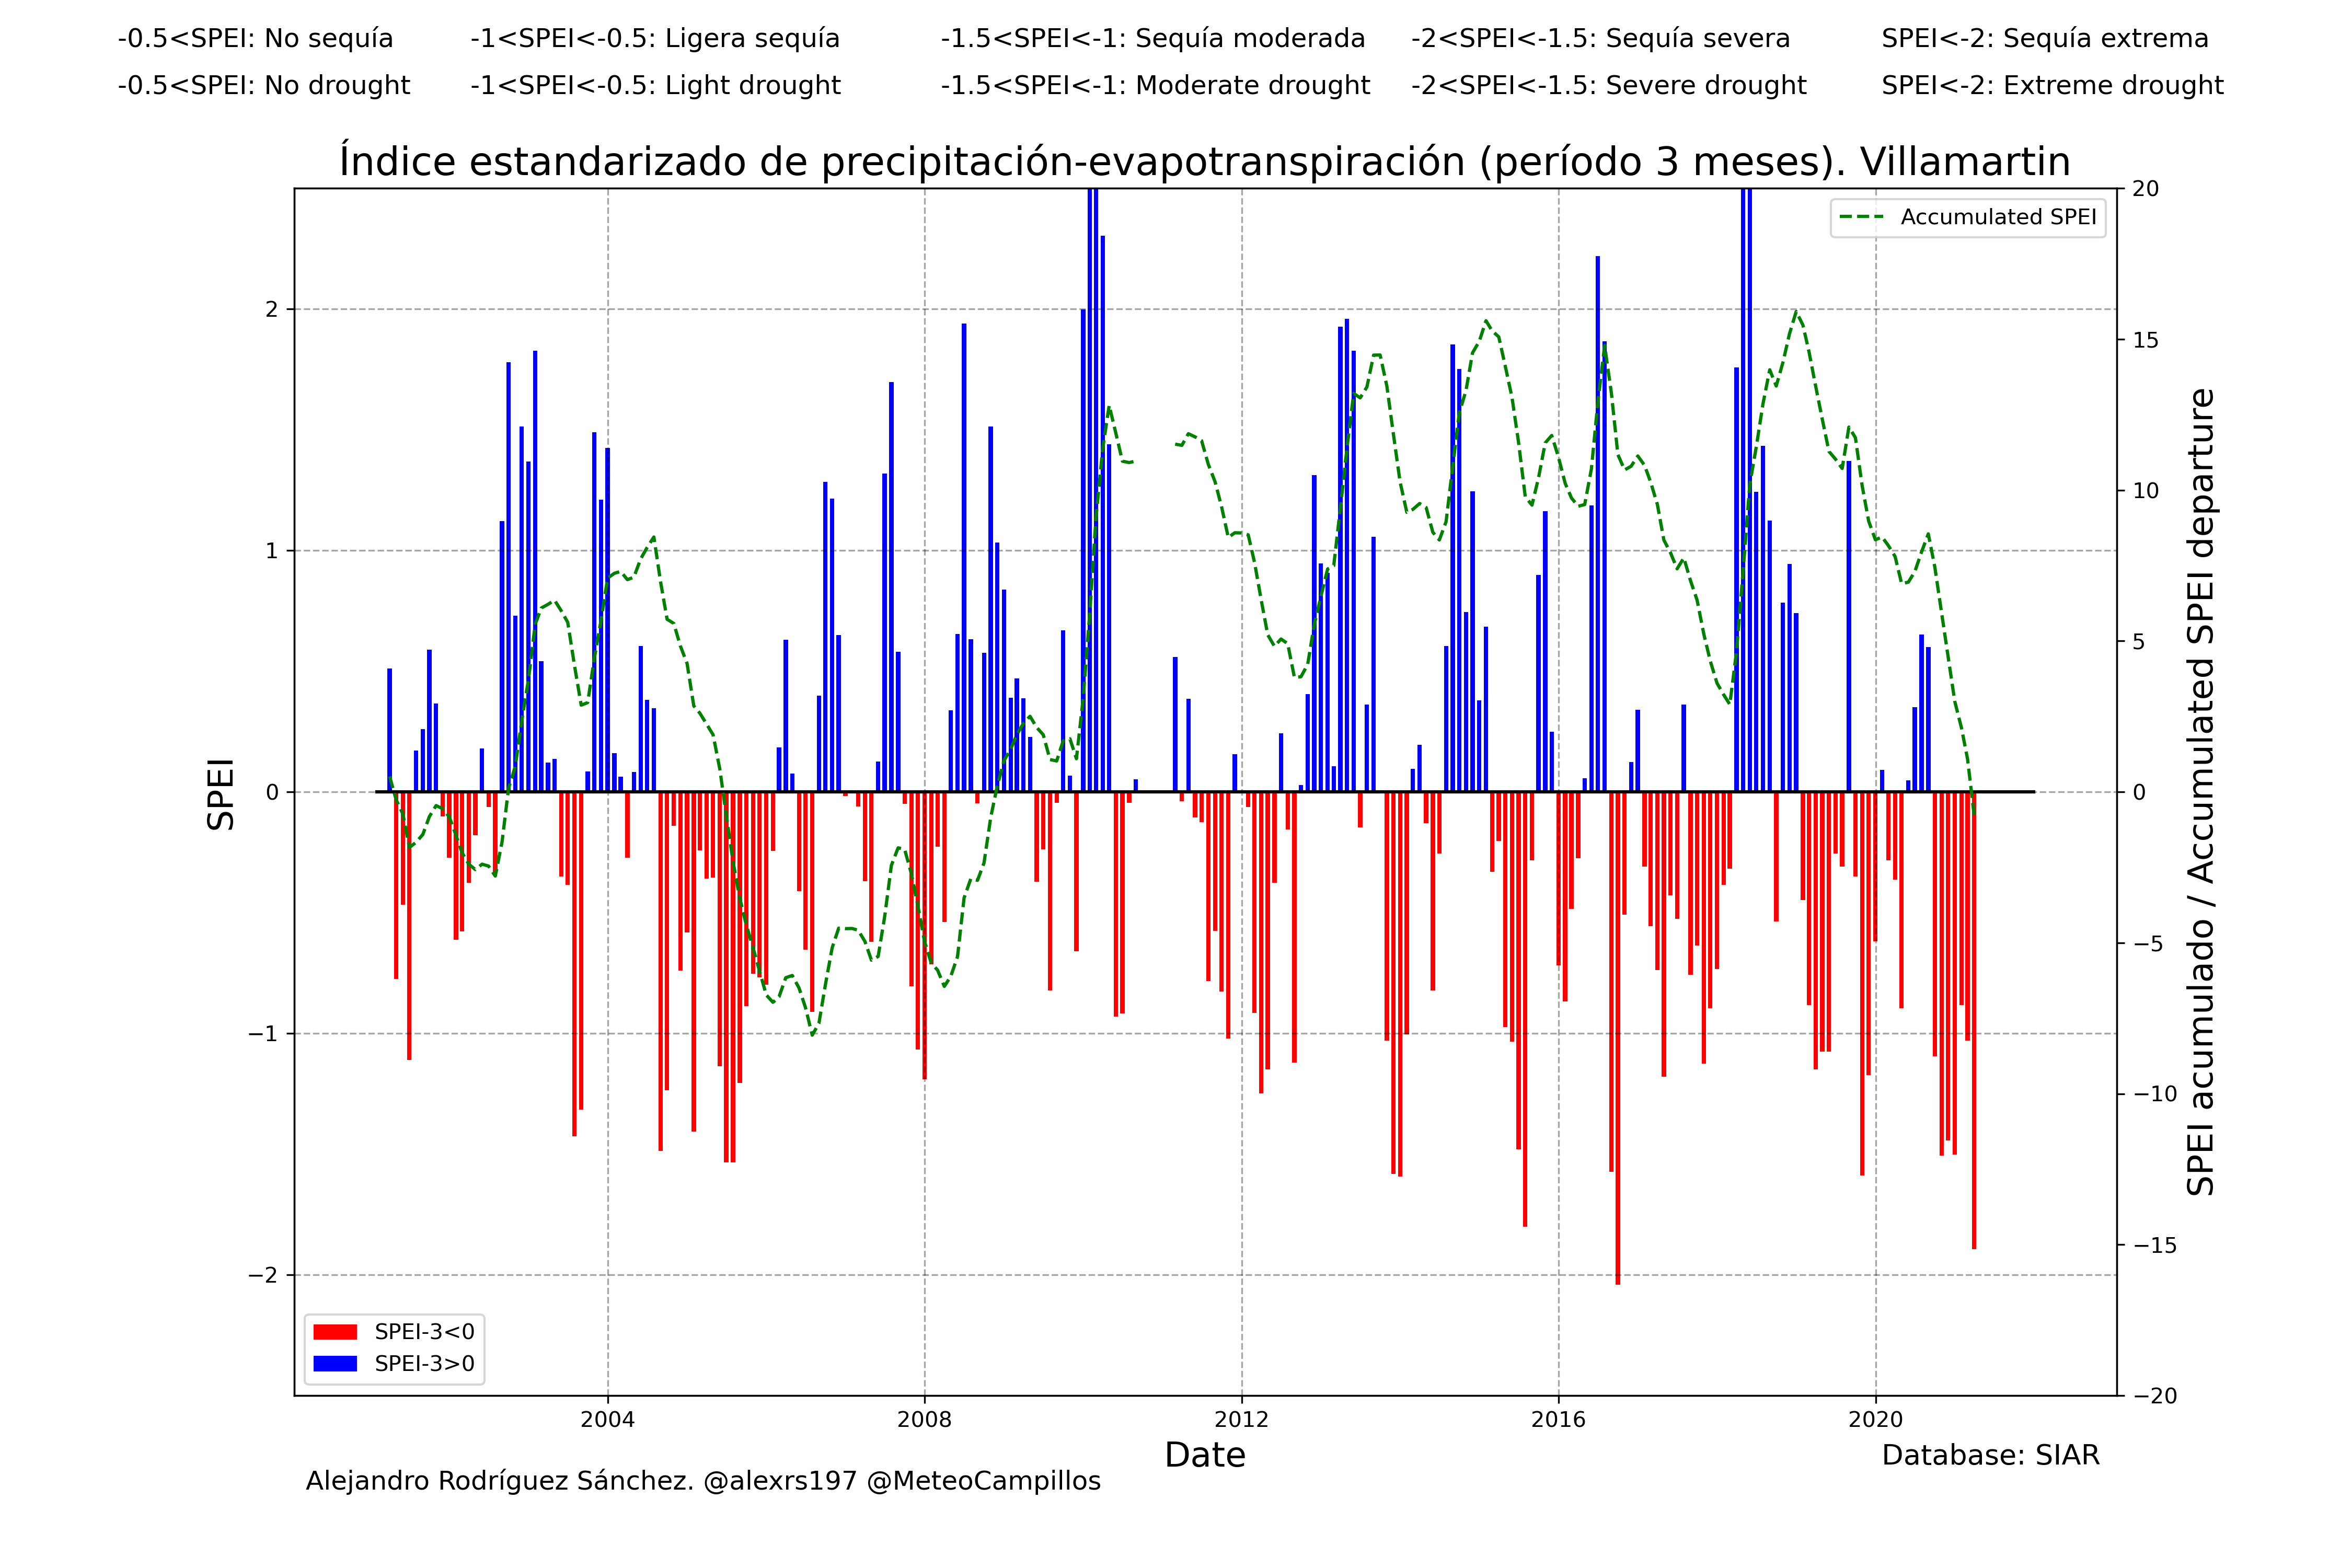 -0.5<SPEI: No sequía -1<SPEI<-0.5: Ligera sequía -1.5<SPEI<-1: Sequía moderada -2<SPEI<-1.5: Sequía severa SPEI<-2: Sequía extrema
-0.5<SPEI: No drought -1<SPEI<-0.5: Light drought -1.5<SPEI<-1: Moderate drought -2<SPEI<-1.5: Severe drought SPEI<-2: Extreme drought
Índice estandarizado de precipitación-evapotranspiración (período 3 meses). Villamartin
Accumulated SPEI
SPEI
2
1
0
−1
−2
20
15
10
5
0
−5
−10
−15
−20
SPEI acumulado / Accumulated SPEI departure
SPEI-3<0
SPEI-3>0
2004 2008 2012 2016 2020
Date
Database: SIAR
Alejandro Rodríguez Sánchez. @alexrs197 @MeteoCampillos